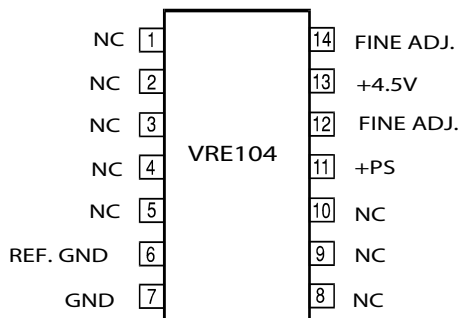 NC 1 14 FINE ADJ.
NC 2 13 +4.5V
NC 3 12 FINE ADJ.
VRE104
NC 4 11 +PS
NC 5 10 NC
REF. GND 6 9 NC
GND 7 8 NC